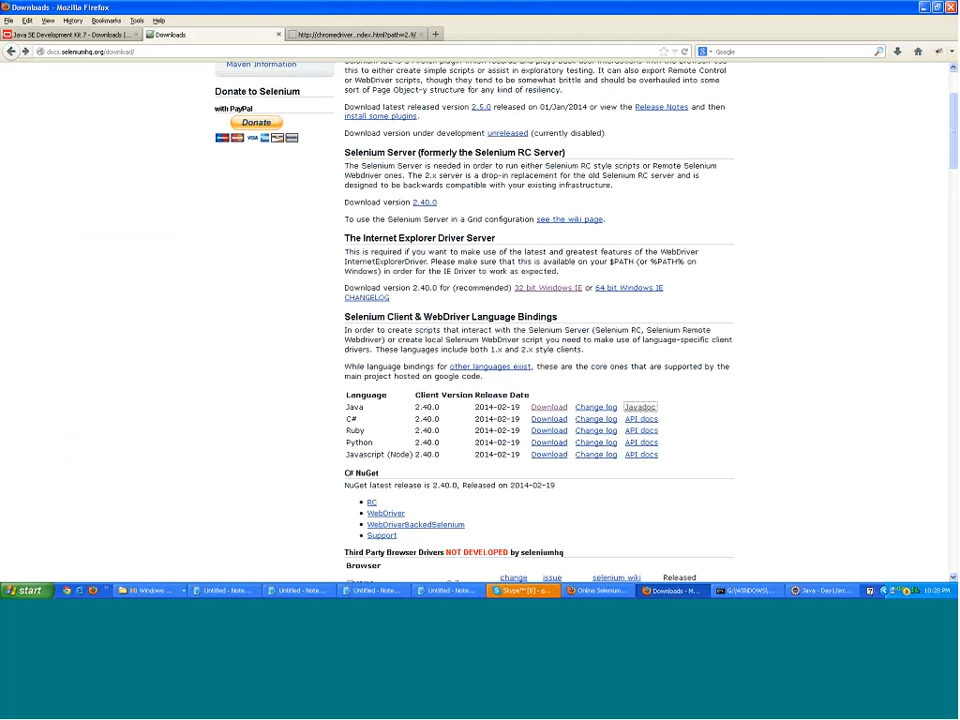 Downloads - Mozilla Firefox
File Edit View History Bookmarks Tools Help
Java SE Development Kit 7 - Downloads |...
Downloads
http://chromedriver....ndex.html?path=2.9/
docs.seleniumhq.org/download/
Google
Maven Information
Donate to Selenium
with PayPal
Donate
VISA
this to either create simple scripts or assist in exploratory testing. It can also export Remote Control
or WebDriver scripts, though they tend to be somewhat brittle and should be overhauled into some
sort of Page Object-y structure for any kind of resiliency.
Download latest released version 2.5.0 released on 01/Jan/2014 or view the Release Notes and then
install some plugins.
Download version under development unreleased (currently disabled)
Selenium Server (formerly the Selenium RC Server)
The Selenium Server is needed in order to run either Selenium RC style scripts or Remote Selenium
Webdriver ones. The 2.x server is a drop-in replacement for the old Selenium RC server and is
designed to be backwards compatible with your existing infrastructure.
Download version 2.40.0
To use the Selenium Server in a Grid configuration see the wiki page.
The Internet Explorer Driver Server
This is required if you want to make use of the latest and greatest features of the WebDriver
InternetExplorerDriver. Please make sure that this is available on your $PATH (or %PATH% on
Windows) in order for the IE Driver to work as expected.
Download version 2.40.0 for (recommended) 32 bit Windows IE or 64 bit Windows IE
CHANGELOG
Selenium Client & WebDriver Language Bindings
In order to create scripts that interact with the Selenium Server (Selenium RC, Selenium Remote
Webdriver) or create local Selenium WebDriver script you need to make use of language-specific client
drivers. These languages include both 1.x and 2.x style clients.
While language bindings for other languages exist, these are the core ones that are supported by the
main project hosted on google code.
Language Client Version Release Date
Java 2.40.0 2014-02-19 Download Change log Javadoc
C# 2.40.0 2014-02-19 Download Change log API docs
Ruby 2.40.0 2014-02-19 Download Change log API docs
Python 2.40.0 2014-02-19 Download Change log API docs
Javascript (Node) 2.40.0 2014-02-19 Download Change log API docs
C# NuGet
NuGet latest release is 2.40.0, Released on 2014-02-19
RC
WebDriver
WebDriverBackedSelenium
Support
Third Party Browser Drivers NOT DEVELOPED by seleniumhq
Browser
change issue selenium wiki Released
start
10 Windows ...
Untitled - Note...
Untitled - Note...
Untitled - Note...
Untitled - Note...
Skype™ [8] - q...
Online Selenium...
Downloads - M...
G:\WINDOWS\...
Java - Day1/src...
10:28 PM